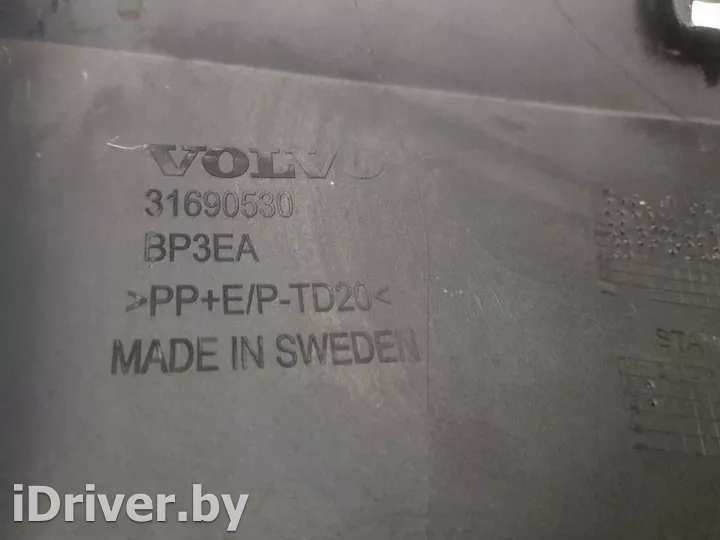 VOLVO
31690530
BP3EA
>PP+E/P-TD20<
MADE IN SWEDEN
iDriver.by